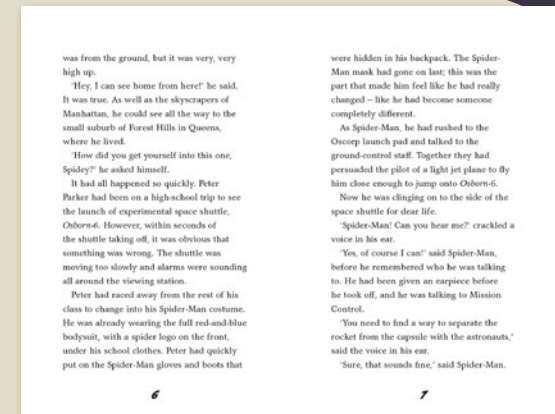 was from the ground, but it was very, very
high up.
'Hey, I can see home from here!' he said.
It was true. As well as the skyscrapers of
Manhattan, he could see all the way to the
small suburb of Forest Hills in Queens,
where he lived.
'How did you get yourself into this one,
Spidey?' he asked himself.
It had all happened so quickly. Peter
Parker had been on a high-school trip to see
the launch of experimental space shuttle,
Osborn-6. However, within seconds of
the shuttle taking off, it was obvious that
something was wrong. The shuttle was
moving too slowly and alarms were sounding
all around the viewing station.
Peter had raced away from the rest of his
class to change into his Spider-Man costume.
He was already wearing the full red-and-blue
bodysuit, with a spider logo on the front,
under his school clothes. Peter had quickly
put on the Spider-Man gloves and boots that
6
were hidden in his backpack. The Spider-
Man mask had gone on last; this was the
part that made him feel like he had really
changed – like he had become someone
completely different.
As Spider-Man, he had rushed to the
Oscorp launch pad and talked to the
ground-control staff. Together they had
persuaded the pilot of a light jet plane to fly
him close enough to jump onto Osborn-6.
Now he was clinging on to the side of the
space shuttle for dear life.
'Spider-Man! Can you hear me?' crackled a
voice in his ear.
'Yes, of course I can!' said Spider-Man,
before he remembered who he was talking
to. He had been given an earpiece before
he took off, and he was talking to Mission
Control.
'You need to find a way to separate the
rocket from the capsule with the astronauts,'
said the voice in his ear.
'Sure, that sounds fine,' said Spider-Man.
7